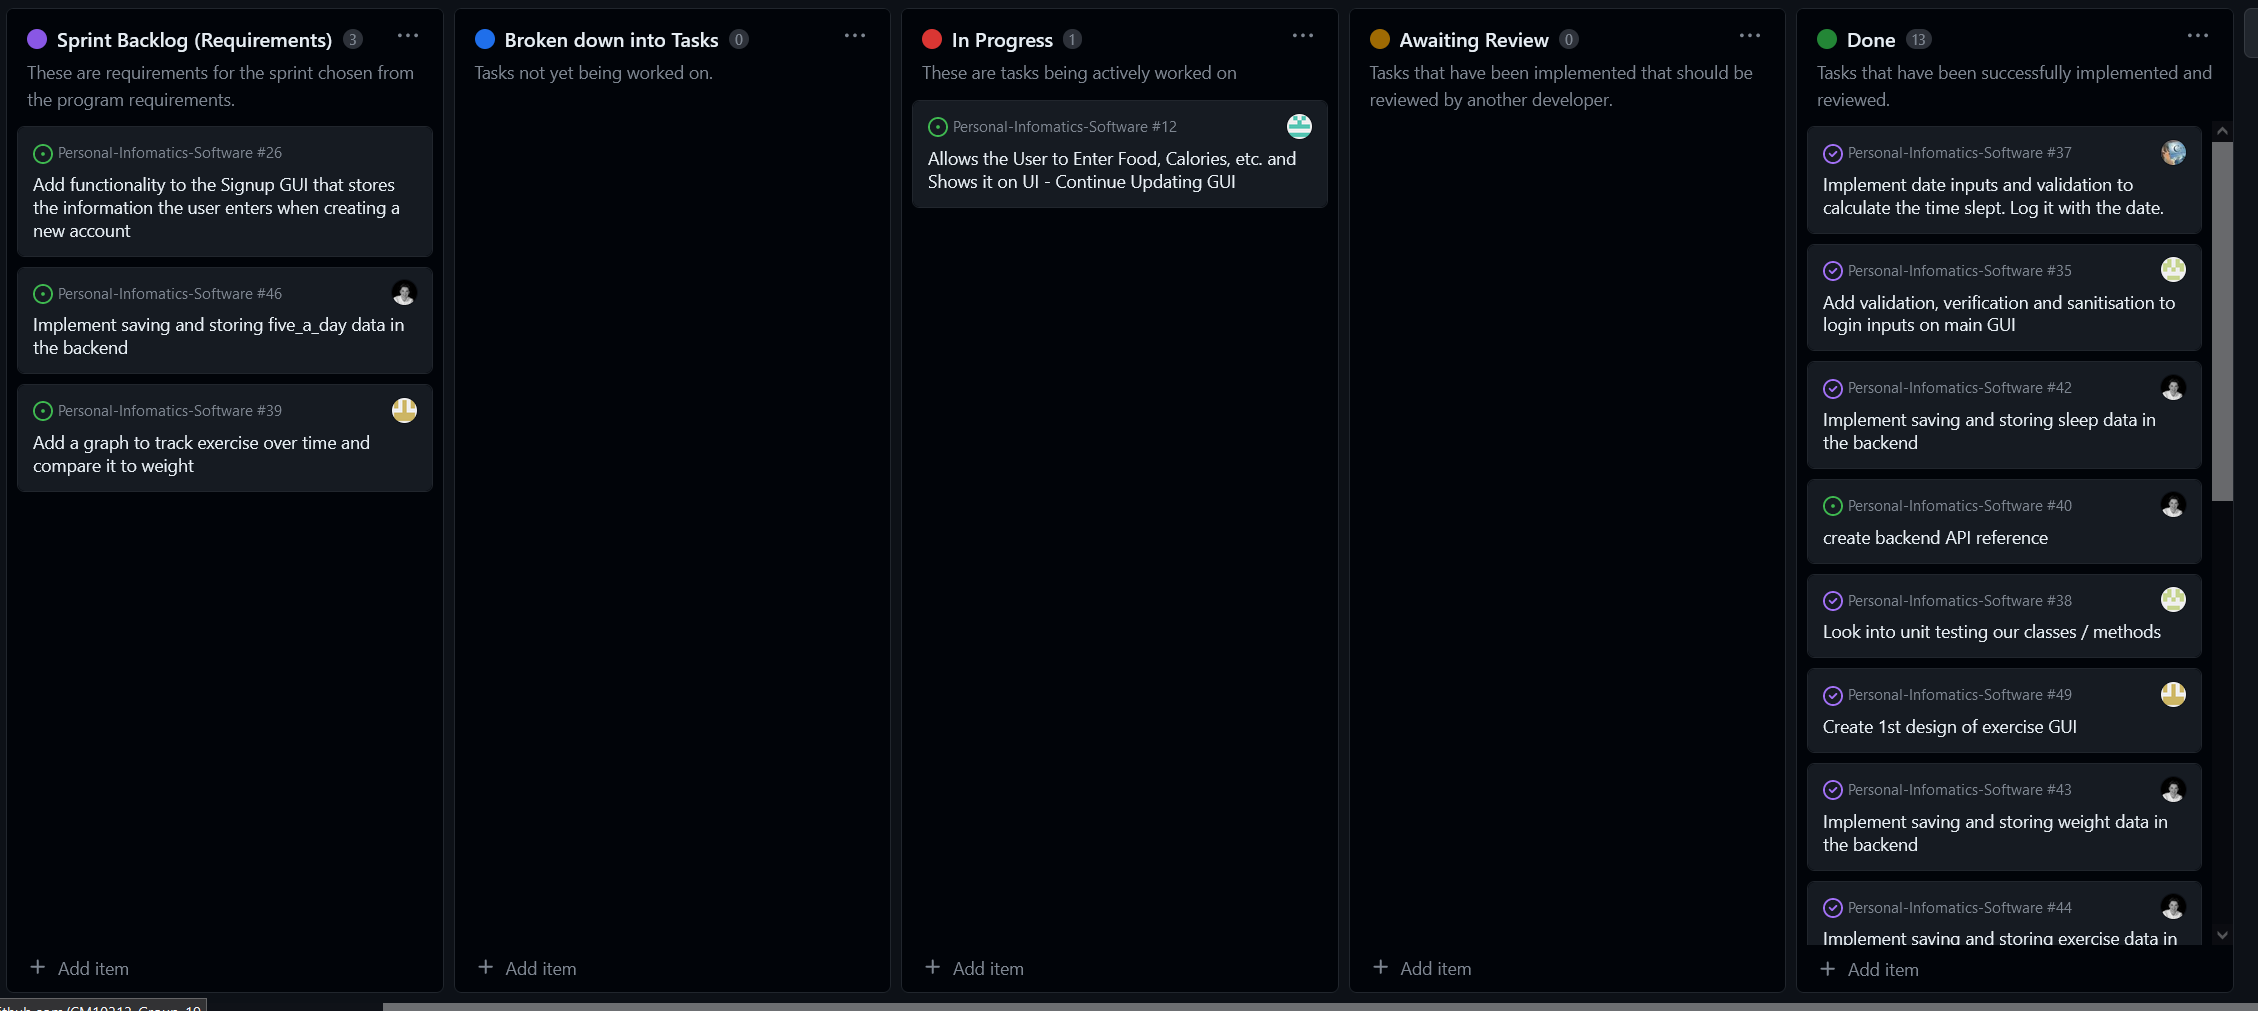 Sprint Backlog (Requirements) 3
These are requirements for the sprint chosen from
the program requirements.
Personal-Infomatics-Software #26
Add functionality to the Signup GUI that stores
the information the user enters when creating a
new account
Personal-Infomatics-Software #46
Implement saving and storing five_a_day data in
the backend
Personal-Infomatics-Software #39
Add a graph to track exercise over time and
compare it to weight
+ Add item
Broken down into Tasks 0
Tasks not yet being worked on.
+ Add item
In Progress 1
These are tasks being actively worked on
Personal-Infomatics-Software #12
Allows the User to Enter Food, Calories, etc. and
Shows it on UI - Continue Updating GUI
+ Add item
Awaiting Review 0
Tasks that have been implemented that should be
reviewed by another developer.
+ Add item
Done 13
Tasks that have been successfully implemented and
reviewed.
Personal-Infomatics-Software #37
Implement date inputs and validation to
calculate the time slept. Log it with the date.
Personal-Infomatics-Software #35
Add validation, verification and sanitisation to
login inputs on main GUI
Personal-Infomatics-Software #42
Implement saving and storing sleep data in
the backend
Personal-Infomatics-Software #40
create backend API reference
Personal-Infomatics-Software #38
Look into unit testing our classes / methods
Personal-Infomatics-Software #49
Create 1st design of exercise GUI
Personal-Infomatics-Software #43
Implement saving and storing weight data in
the backend
Personal-Infomatics-Software #44
Implement saving and storing exercise data in
+ Add item